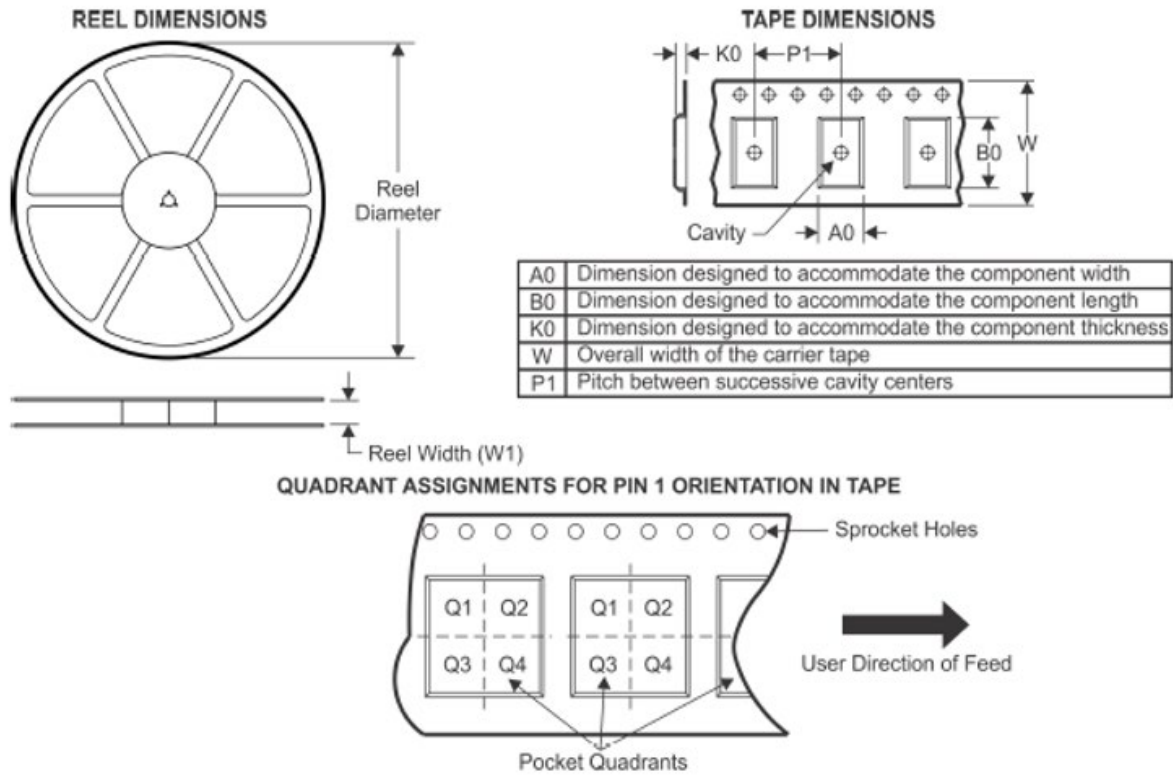 REEL DIMENSIONS
Reel
Diameter
Reel Width (W1)
TAPE DIMENSIONS
K0
P1
B0
W
Cavity
A0
A0 Dimension designed to accommodate the component width
B0 Dimension designed to accommodate the component length
K0 Dimension designed to accommodate the component thickness
W Overall width of the carrier tape
P1 Pitch between successive cavity centers
QUADRANT ASSIGNMENTS FOR PIN 1 ORIENTATION IN TAPE
Sprocket Holes
Q1 Q2 Q1 Q2
Q3 Q4 Q3 Q4
User Direction of Feed
Pocket Quadrants